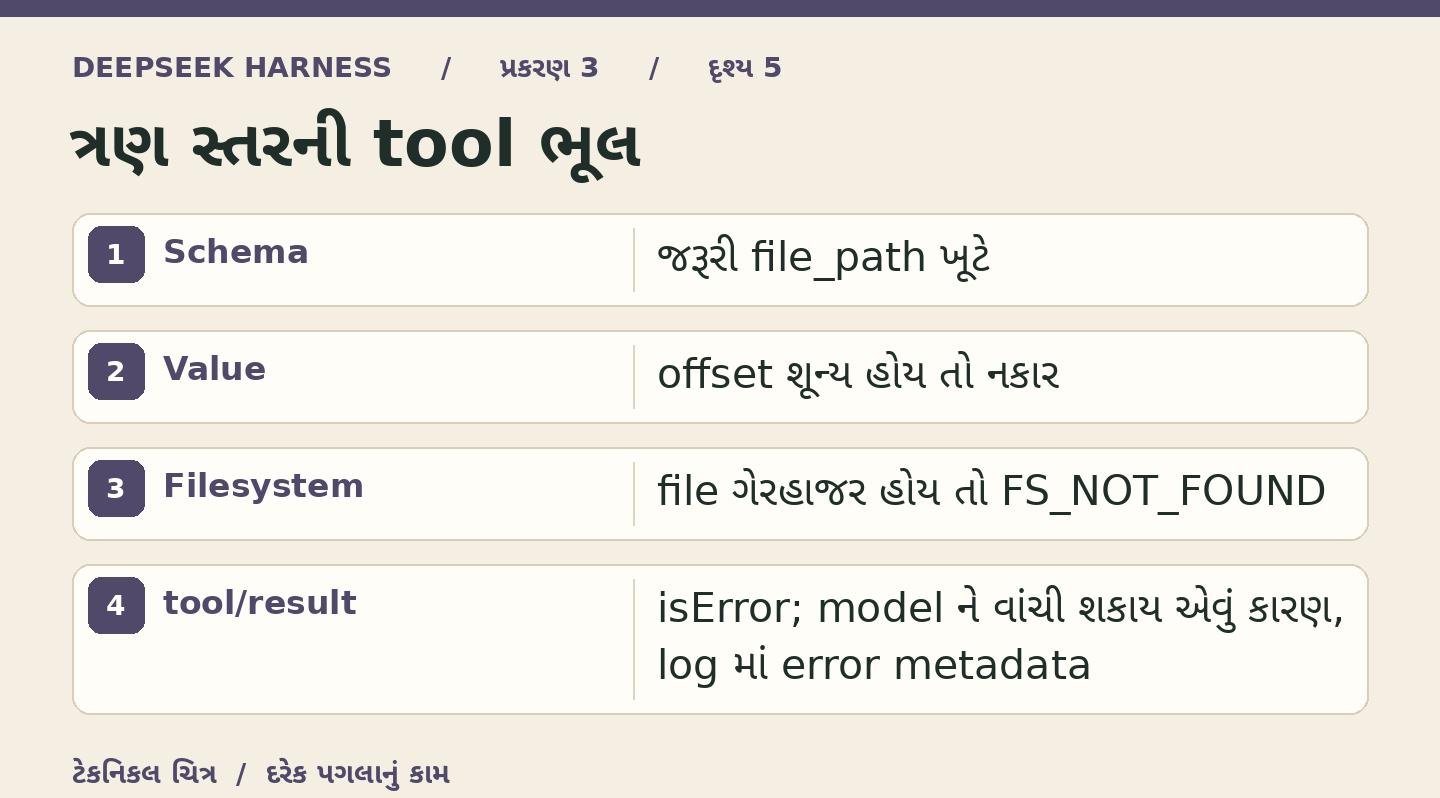 DEEPSEEK HARNESS / પ્રકરણ 3 / દૃશ્ય 5
ત્રણ સ્તરની tool ભૂલ
1 Schema
જરૂરી file_path ખૂટે
2 Value
offset શૂન્ય હોય તો નકાર
3 Filesystem
file ગેરહાજર હોય તો FS_NOT_FOUND
4 tool/result
isError; model ને વાંચી શકાય એવું કારણ,
log માં error metadata
ટેકનિકલ ચિત્ર / દરેક પગલાનું કામ